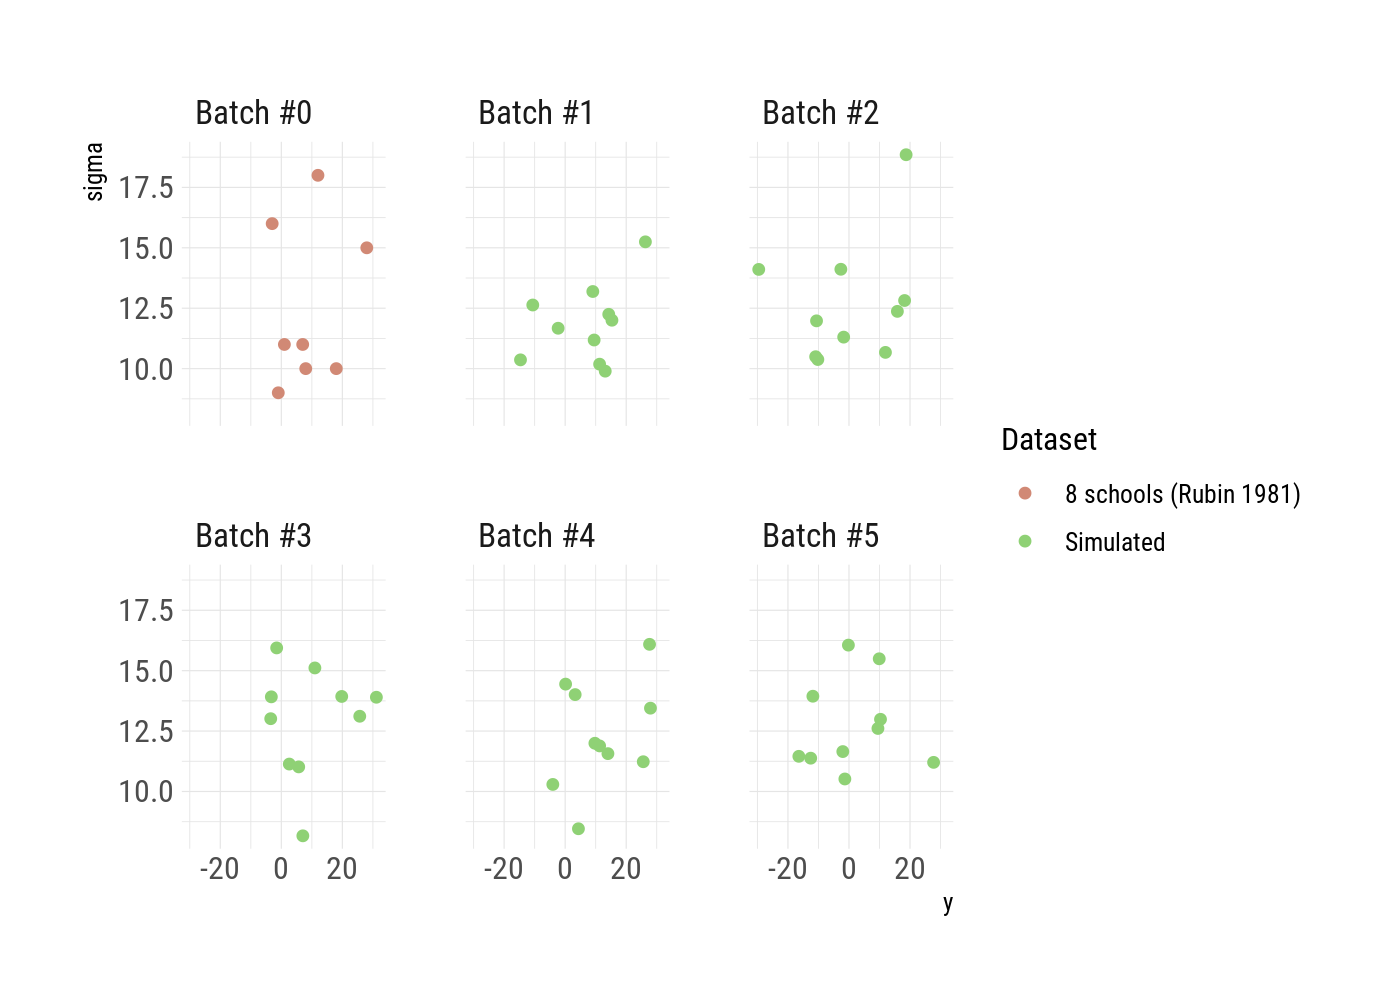 Batch #0
Batch #1
Batch #2
sigma
17.5
15.0
12.5
10.0
Batch #3
Batch #4
Batch #5
17.5
15.0
12.5
10.0
-20 0 20
-20 0 20
-20 0 20
y
Dataset
8 schools (Rubin 1981)
Simulated